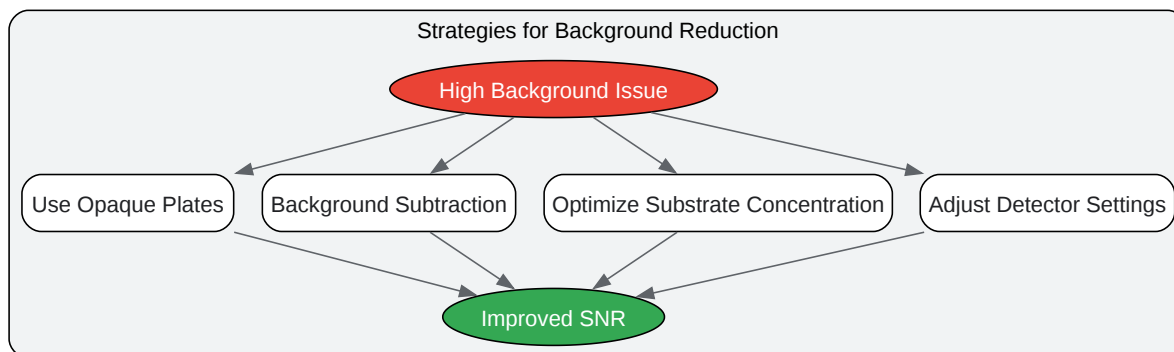 Strategies for Background Reduction
High Background Issue
Use Opaque Plates
Background Subtraction
Optimize Substrate Concentration
Adjust Detector Settings
Improved SNR